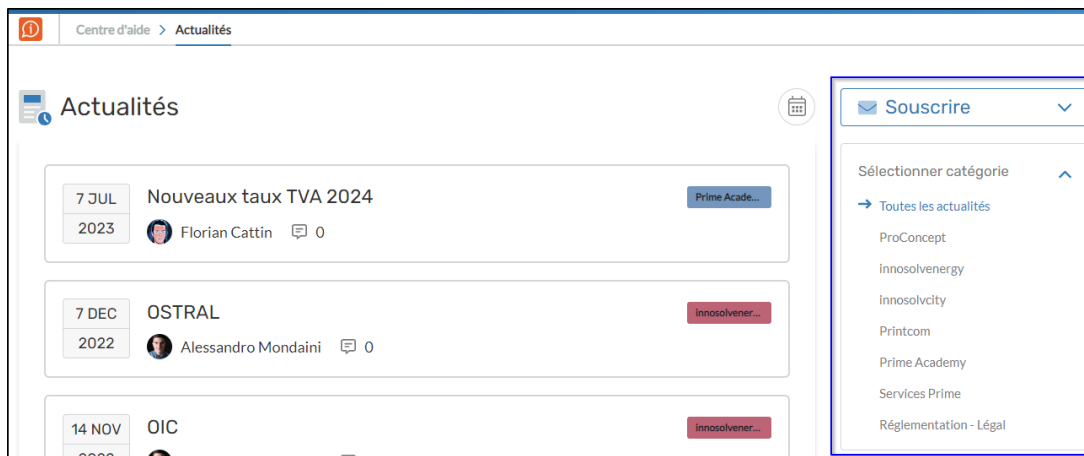 Centre d'aide > Actualités
Actualités
7 JUL
2023
Nouveaux taux TVA 2024
Florian Cattin
0
Prime Acade...
7 DEC
2022
OSTRAL
Alessandro Mondaini
0
innosolvener...
14 NOV
OIC
innosolvener...
Souscrire
Sélectionner catégorie
Toutes les actualités
ProConcept
innosolvenergy
innosolvcity
Printcom
Prime Academy
Services Prime
Réglementation - Légal